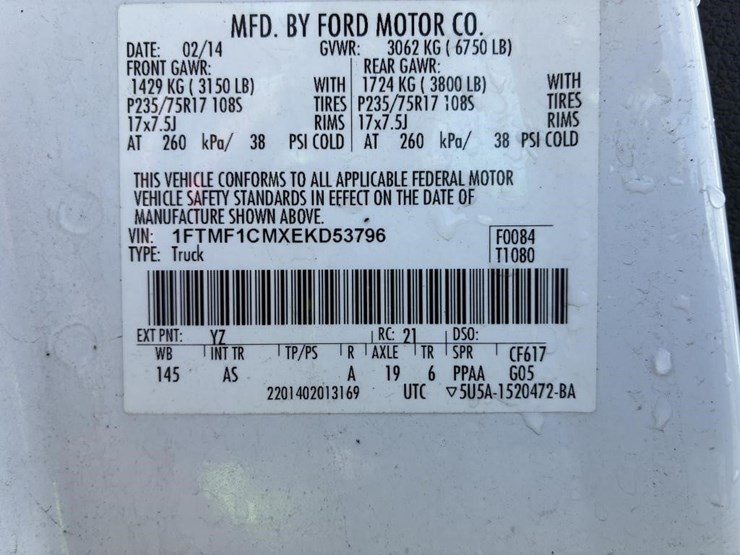 MFD. BY FORD MOTOR CO.
DATE: 02/14 GVWR: 3062 KG ( 6750 LB)
FRONT GAWR: REAR GAWR:
1429 KG ( 3150 LB) WITH 1724 KG ( 3800 LB) WITH
P235/75R17 108S TIRES P235/75R17 108S TIRES
17x7.5J RIMS 17x7.5J RIMS
AT 260 kPa/ 38 PSI COLD AT 260 kPa/ 38 PSI COLD
THIS VEHICLE CONFORMS TO ALL APPLICABLE FEDERAL MOTOR
VEHICLE SAFETY STANDARDS IN EFFECT ON THE DATE OF
MANUFACTURE SHOWN ABOVE.
VIN: 1FTMF1CMXEKD53796 F0084
TYPE: Truck T1080
EXT PNT: YZ RC: 21 DSO:
WB INT TR TP/PS R AXLE TR SPR CF617
145 AS A 19 6 PPAA G05
2201402013169 UTC ▽5U5A-1520472-BA